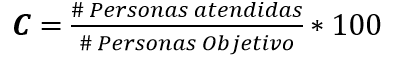 C = # Personas atendidas / # Personas Objetivo * 100